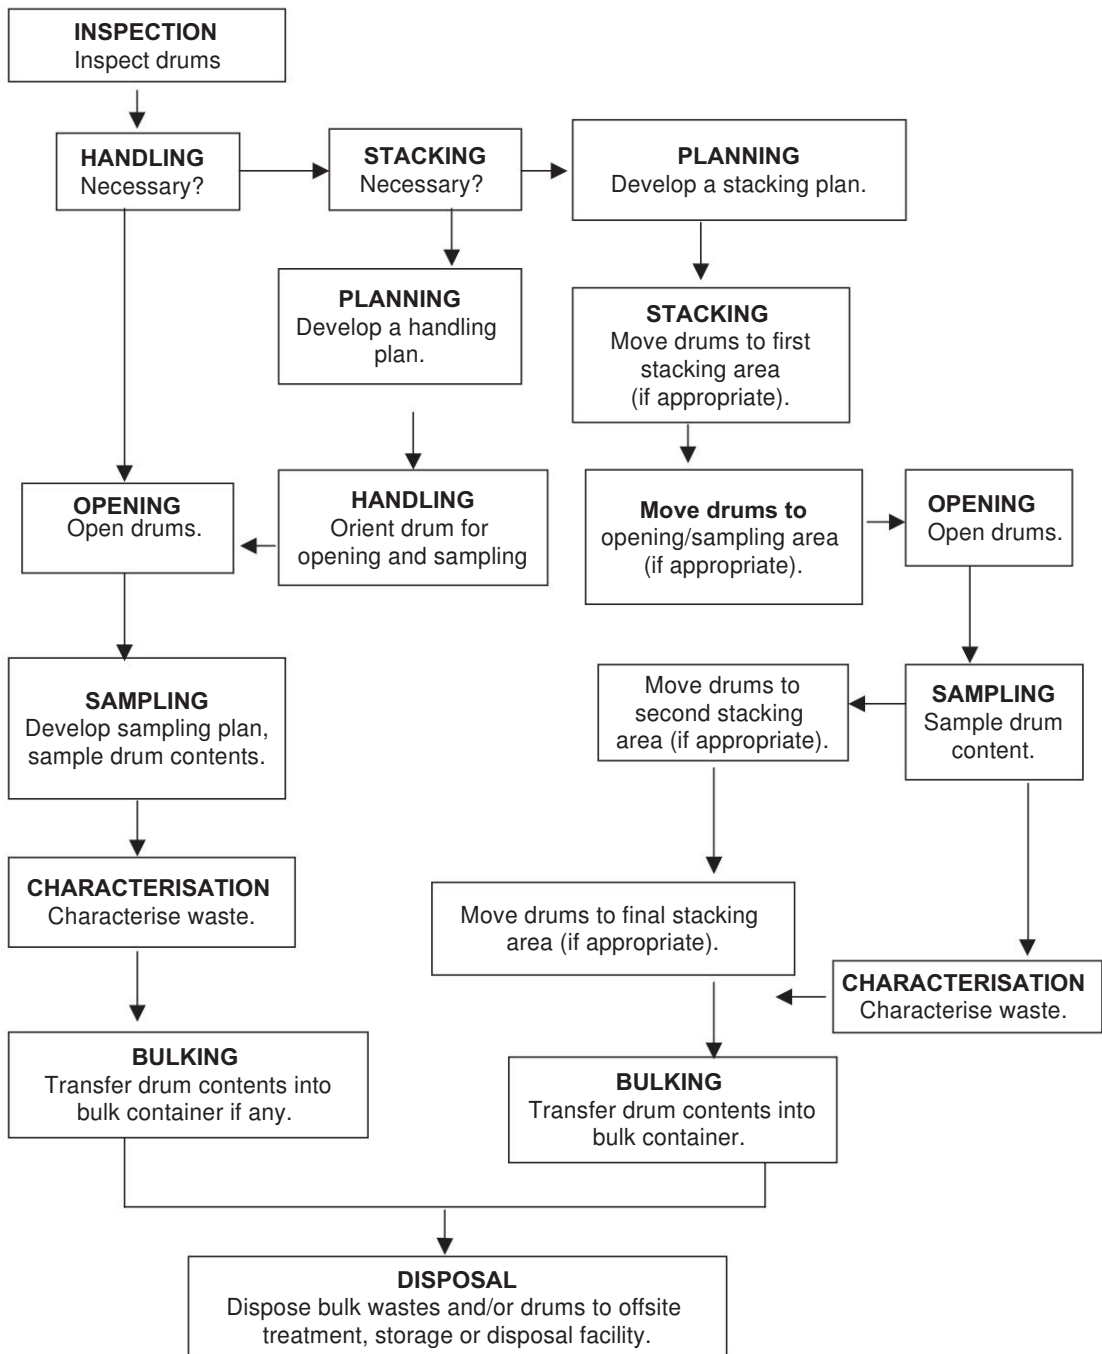 INSPECTION
Inspect drums
HANDLING
Necessary?
STACKING
Necessary?
PLANNING
Develop a stacking plan.
PLANNING
Develop a handling
plan.
STACKING
Move drums to first
stacking area
(if appropriate).
OPENING
Open drums.
HANDLING
Orient drum for
opening and sampling
Move drums to
opening/sampling area
(if appropriate).
OPENING
Open drums.
SAMPLING
Develop sampling plan,
sample drum contents.
Move drums to
second stacking
area (if appropriate).
SAMPLING
Sample drum
content.
CHARACTERISATION
Characterise waste.
Move drums to final stacking
area (if appropriate).
CHARACTERISATION
Characterise waste.
BULKING
Transfer drum contents into
bulk container if any.
BULKING
Transfer drum contents into
bulk container.
DISPOSAL
Dispose bulk wastes and/or drums to offsite
treatment, storage or disposal facility.